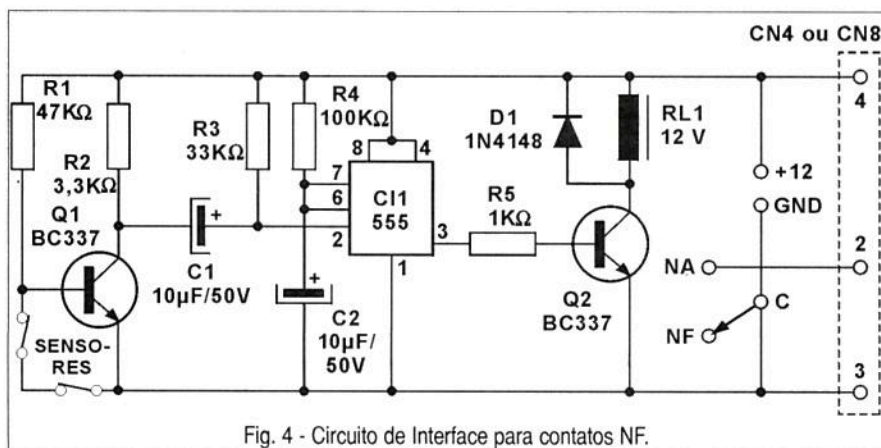 CN4 ou CN8
R1
47KΩ
R2
3,3KΩ
Q1
BC337
R3
33KΩ
R4
100KΩ
C1
10µF/50V
+
C2
10µF/
50V
+
8
4
7
6
2
CI1
555
3
1
D1
1N4148
RL1
12 V
R5
1KΩ
Q2
BC337
+12
GND
NA
C
NF
4
2
3
SENSO-
RES
Fig. 4 - Circuito de Interface para contatos NF.